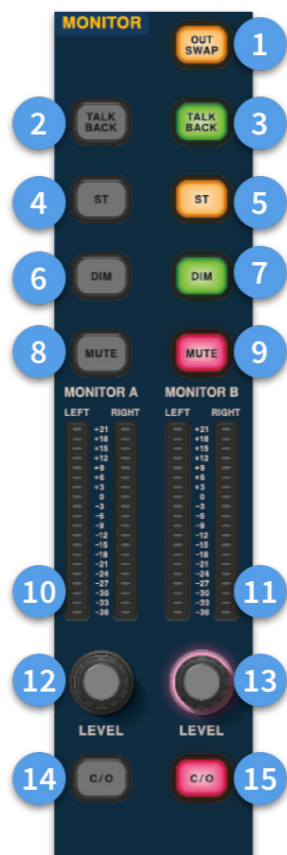 MONITOR
OUT
SWAP
1
2
TALK
BACK
TALK
BACK
3
4
ST
ST
5
6
DIM
DIM
7
8
MUTE
MUTE
9
MONITOR A
MONITOR B
LEFT RIGHT
LEFT RIGHT
+21 +21
+18 +18
+15 +15
+12 +12
+9 +9
+6 +6
+3 +3
0 0
-3 -3
-6 -6
-9 -9
-12 -12
-15 -15
-18 -18
-21 -21
-24 -24
-27 -27
-30 -30
-33 -33
-36 -36
10
11
12
13
LEVEL LEVEL
14
C/O
C/O
15